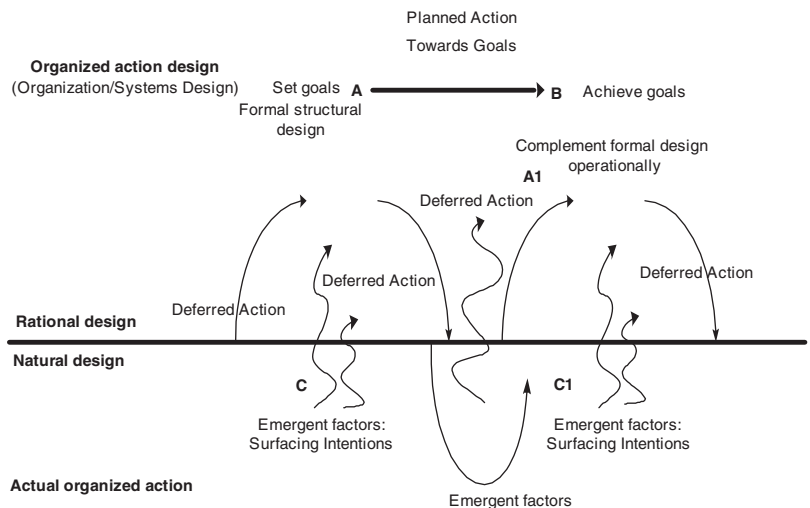 Planned Action
Towards Goals
Organized action design
(Organization/Systems Design)
Set goals A
B Achieve goals
Formal structural
design
Complement formal design
operationally
A1
Deferred Action
Deferred Action
Deferred Action
Deferred Action
Rational design
Natural design
C
C1
Emergent factors:
Surfacing Intentions
Emergent factors:
Surfacing Intentions
Actual organized action
Emergent factors